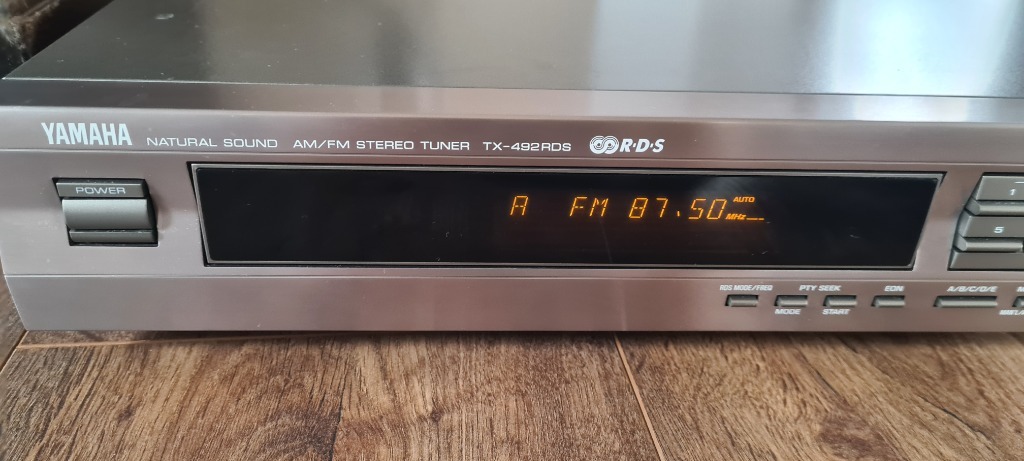 YAMAHA NATURAL SOUND AM/FM STEREO TUNER TX-492RDS R·D·S
POWER
A FM 87.50 MHz AUTO
1
5
RDS MODE/FREQ PTY SEEK EON A/B/C/D/E
MODE START